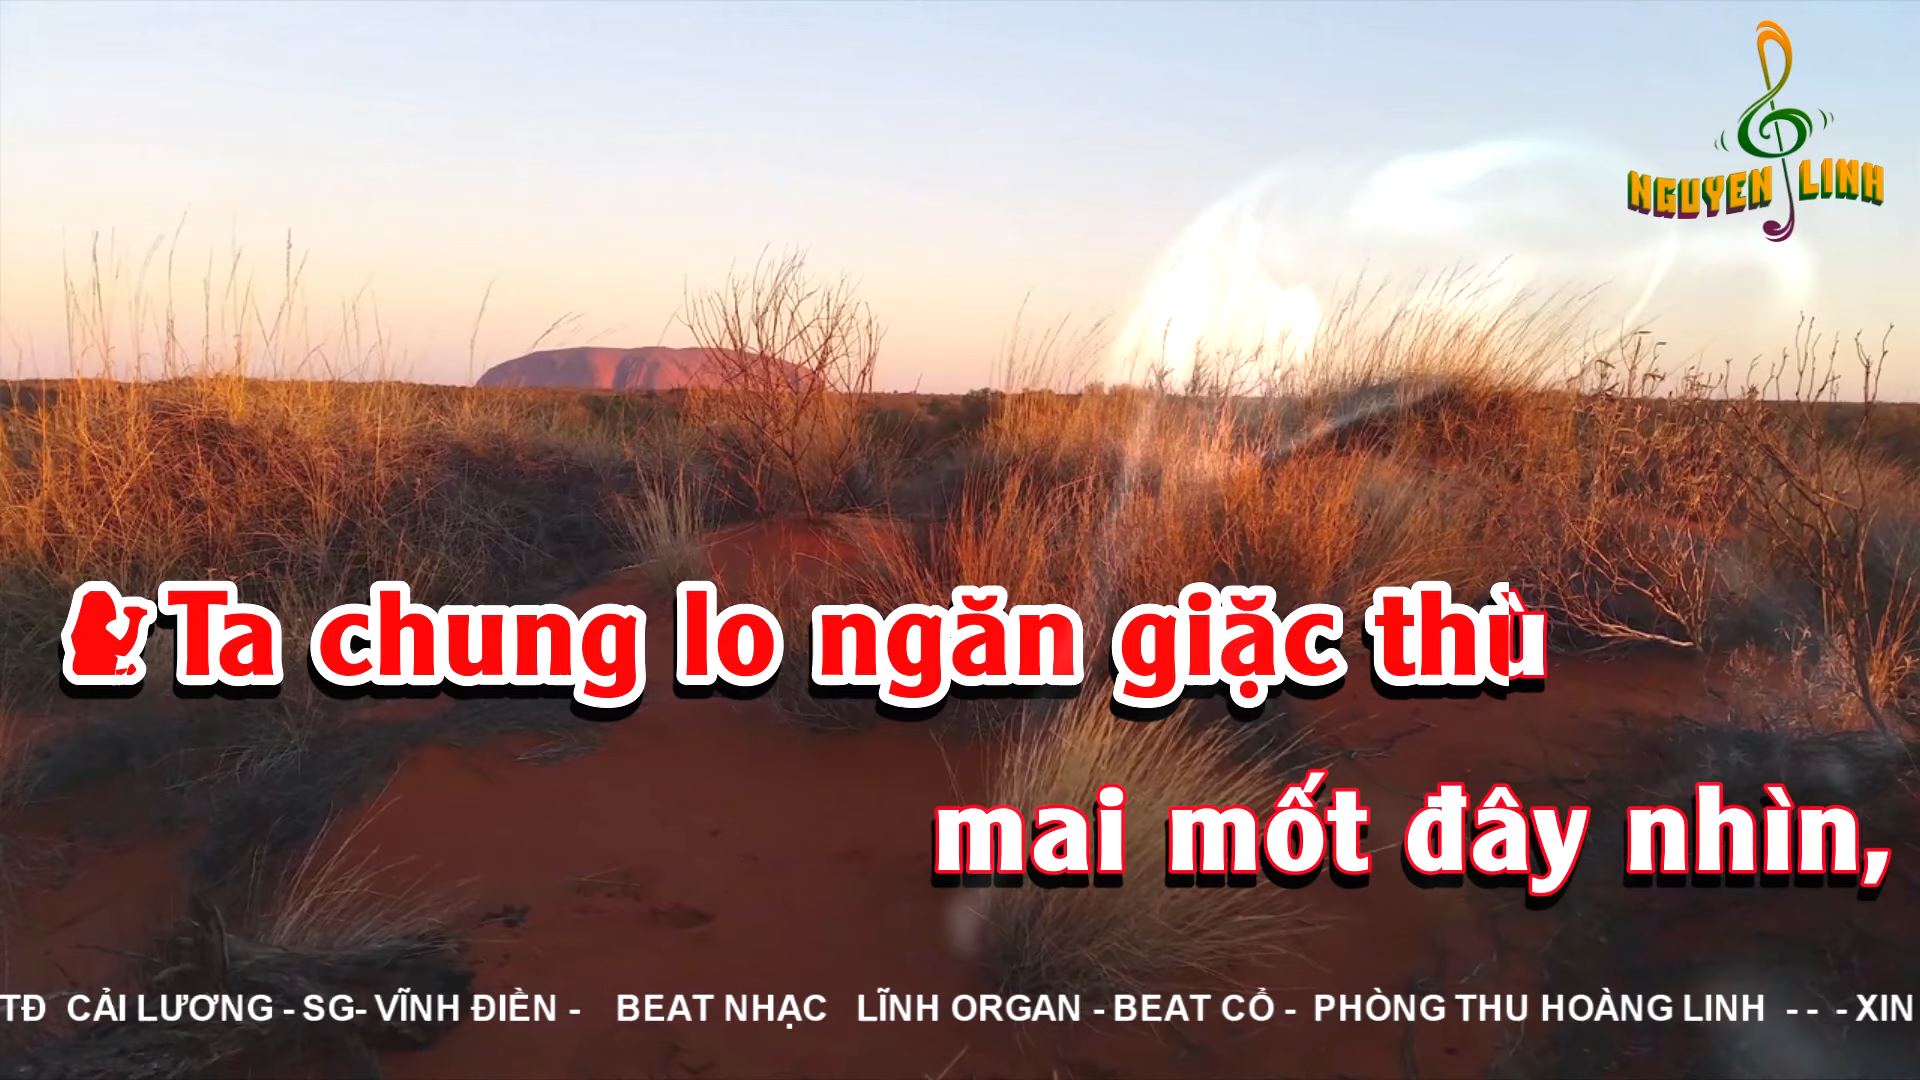 NGUYEN LINH
Ta chung lo ngăn giặc thù
mai mốt đây nhìn,
TĐ CẢI LƯƠNG - SG- VĨNH ĐIỀN - BEAT NHẠC LĨNH ORGAN - BEAT CỔ - PHÒNG THU HOÀNG LINH - - - XIN